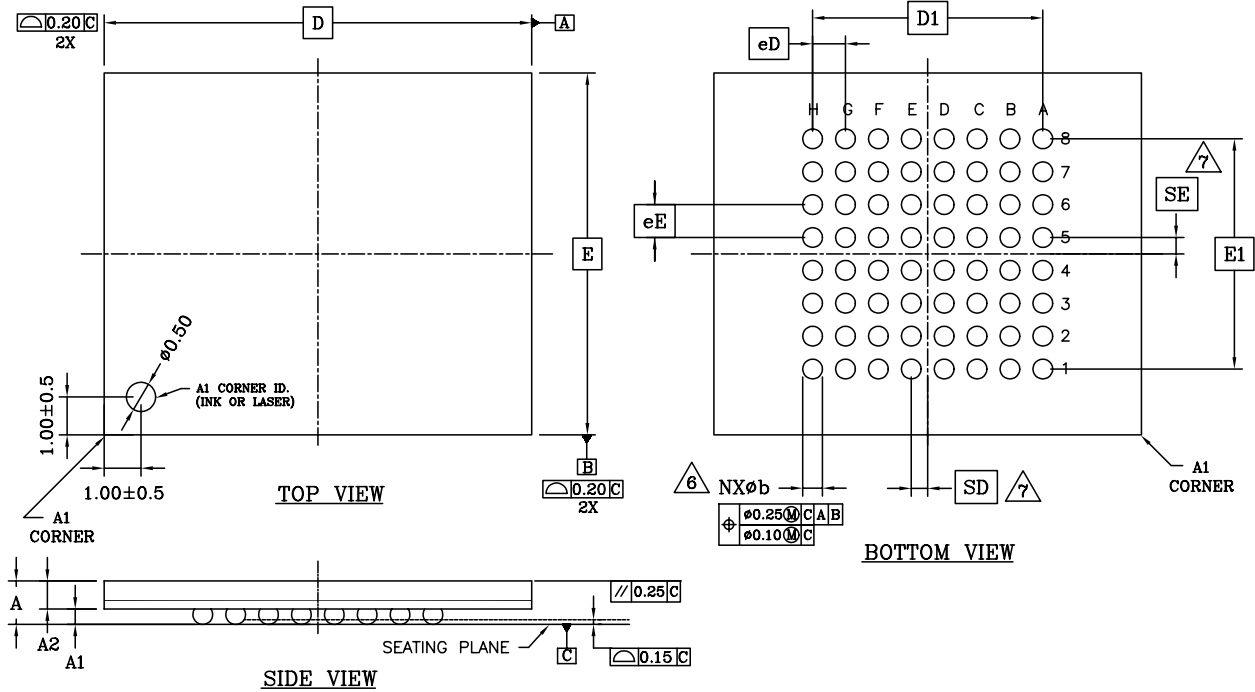 ⌓ 0.20 C
2X
D
A
E
ø0.50
A1 CORNER ID.
(INK OR LASER)
1.00±0.5
1.00±0.5
A1
CORNER
TOP VIEW
B
⌓ 0.20 C
2X
D1
eD
H G F E D C B A
8
7
6
5
4
3
2
1
eE
7
SE
E1
6
NXøb
⌖ ø0.25 Ⓜ C A B
ø0.10 Ⓜ C
SD
7
A1
CORNER
BOTTOM VIEW
A
A2
A1
// 0.25 C
SEATING PLANE
C
⌓ 0.15 C
SIDE VIEW